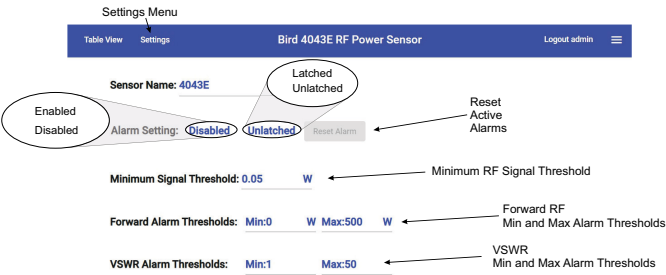 Settings Menu
Table View Settings Bird 4043E RF Power Sensor Logout admin
Sensor Name: 4043E
Latched
Unlatched
Enabled
Disabled
Alarm Setting: Disabled Unlatched Reset Alarm
Reset
Active
Alarms
Minimum Signal Threshold: 0.05 W
Minimum RF Signal Threshold
Forward Alarm Thresholds: Min:0 W Max:500 W
Forward RF
Min and Max Alarm Thresholds
VSWR Alarm Thresholds: Min:1 Max:50
VSWR
Min and Max Alarm Thresholds